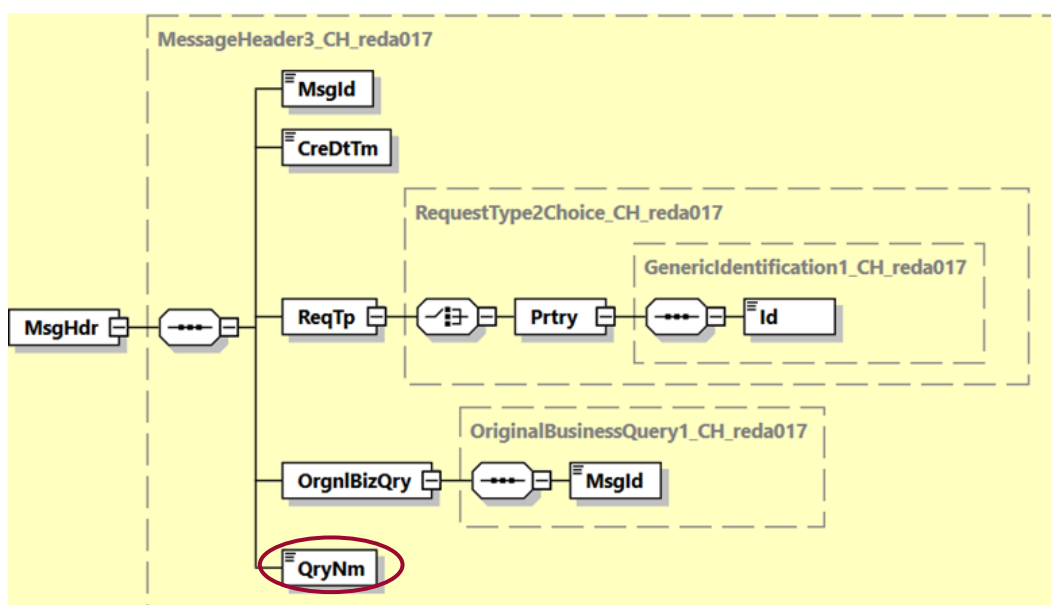 MessageHeader3_CH_reda017
MsgId
CreDtTm
RequestType2Choice_CH_reda017
GenericIdentification1_CH_reda017
MsgHdr
ReqTp
Prtry
Id
OriginalBusinessQuery1_CH_reda017
OrgnlBizQry
MsgId
QryNm